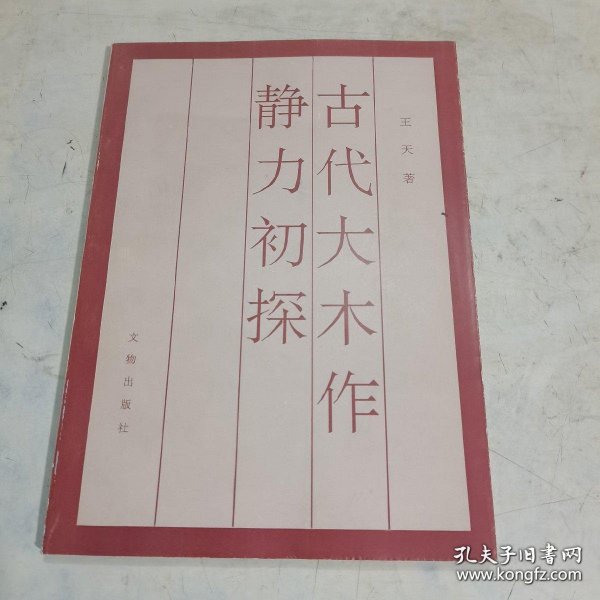 王天著
古代大木作
静力初探
文物出版社
孔夫子旧书网
www.kongfz.com